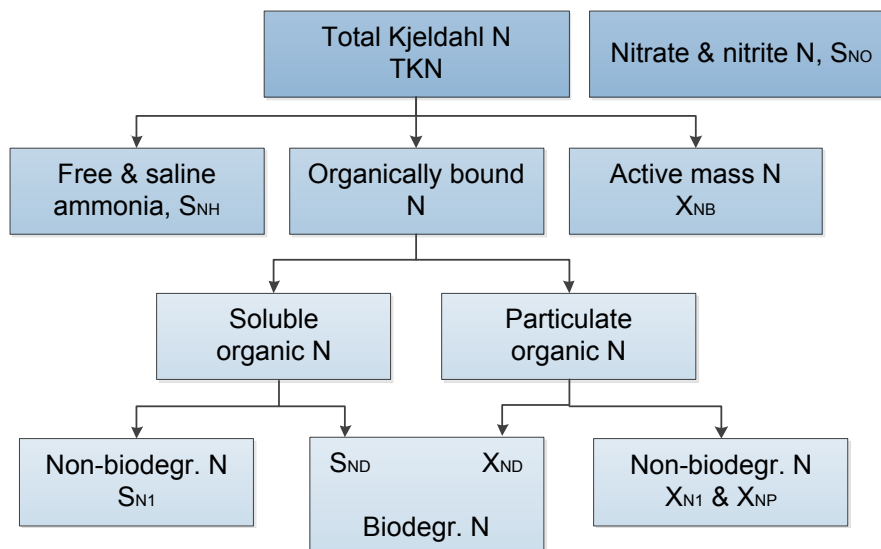 Total Kjeldahl N
TKN
Nitrate & nitrite N, SNO
Free & saline
ammonia, SNH
Organically bound
N
Active mass N
XNB
Soluble
organic N
Particulate
organic N
Non-biodegr. N
SN1
SND XND
Biodegr. N
Non-biodegr. N
XN1 & XNP